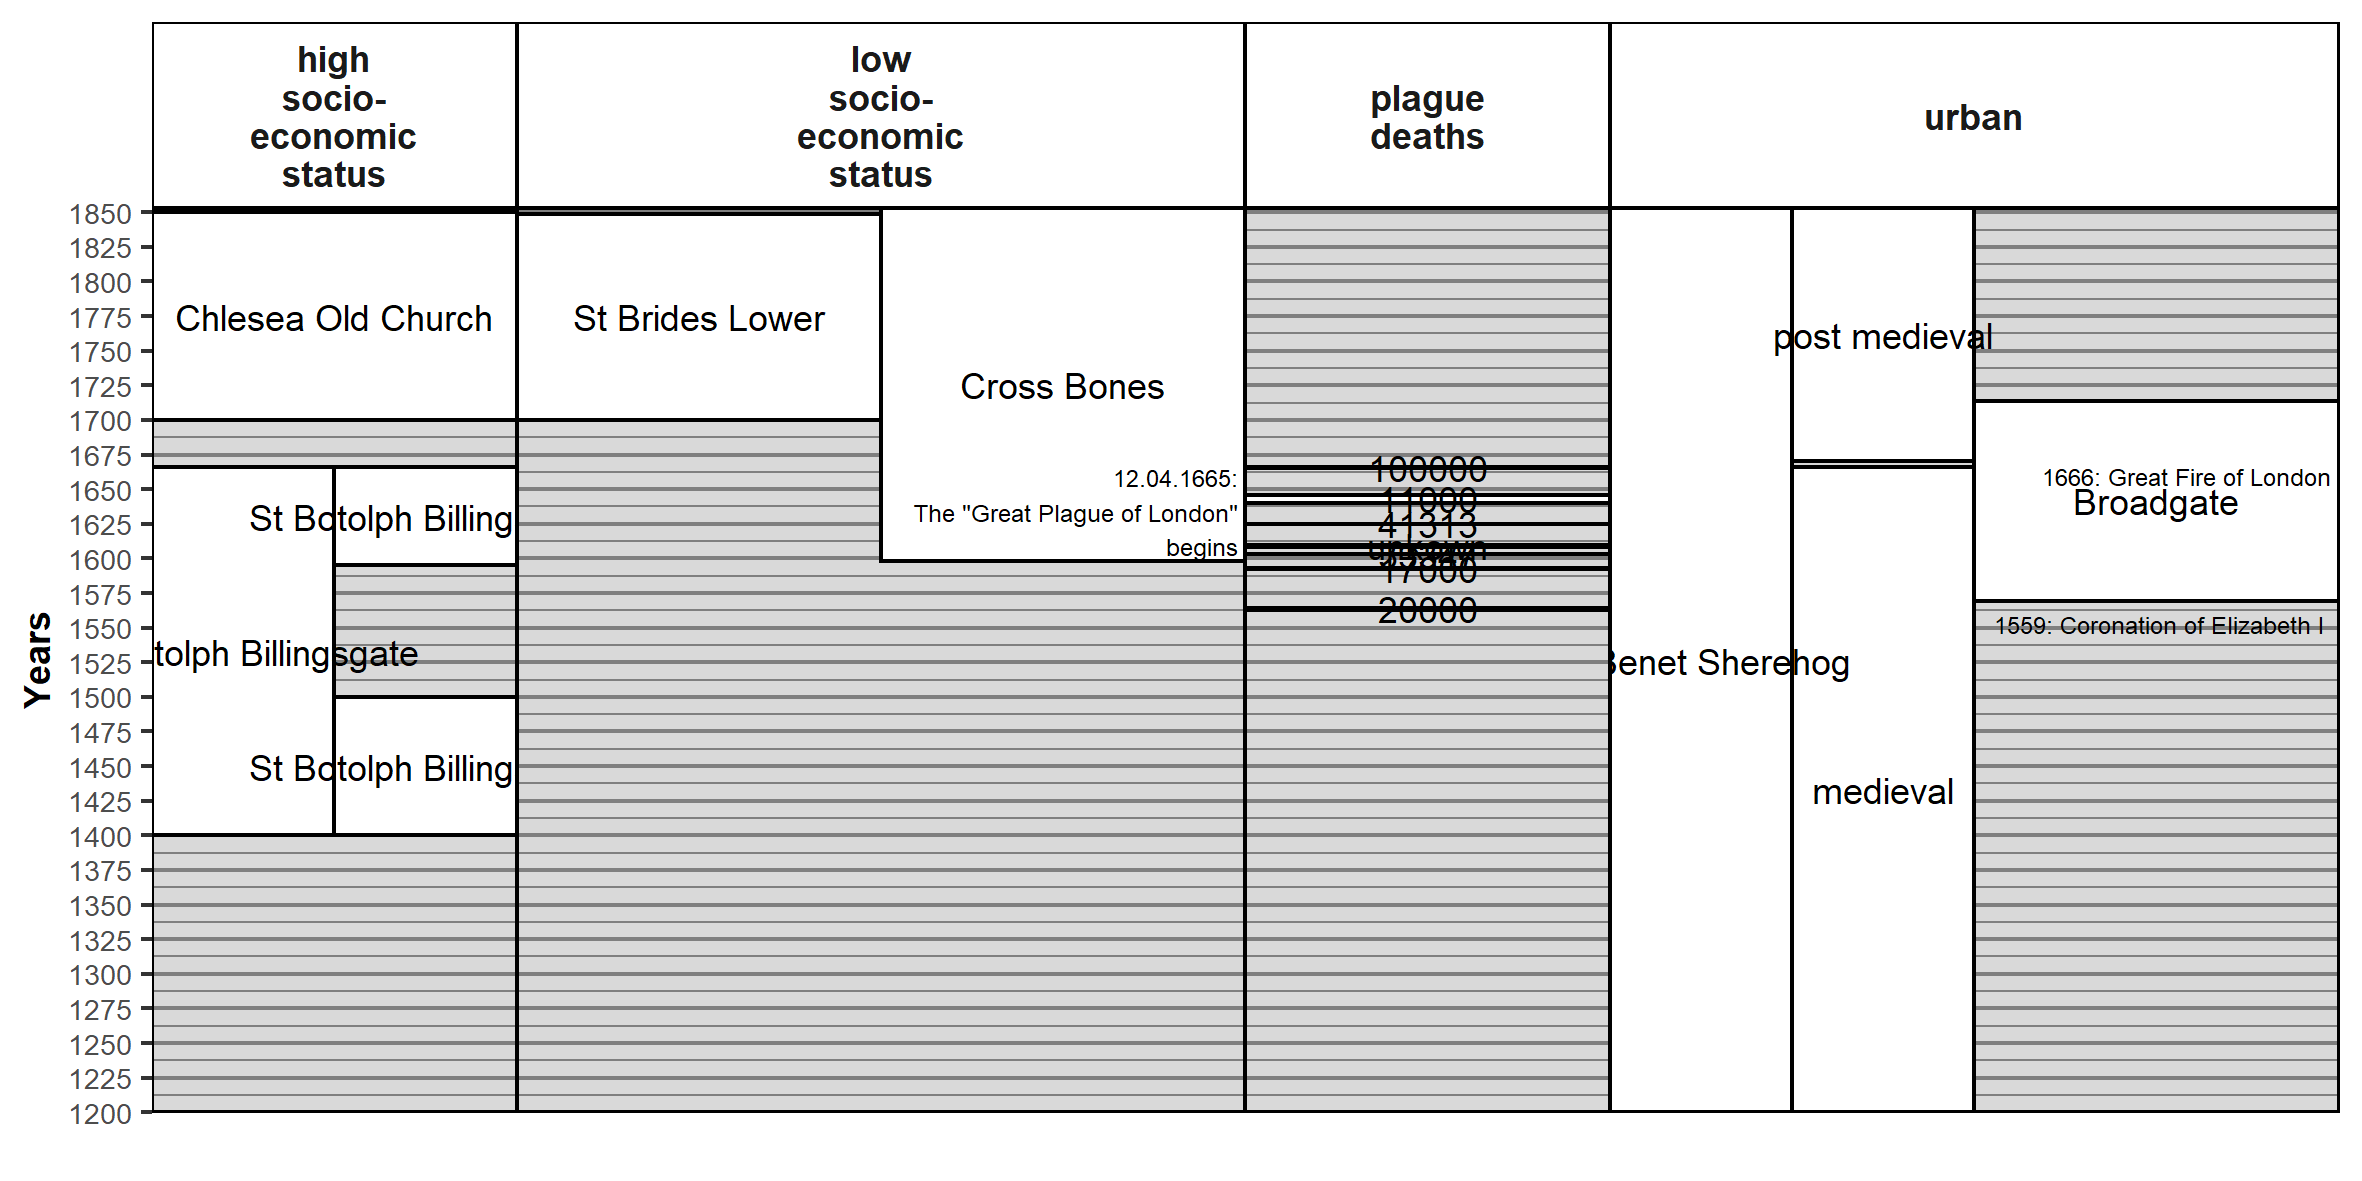 high
socio-
economic
status
low
socio-
economic
status
plague
deaths
urban
1850
1825
1800
1775
1750
1725
1700
1675
1650
1625
1600
1575
1550
1525
1500
1475
1450
1425
1400
1375
1350
1325
1300
1275
1250
1225
1200
Years
Chlesea Old Church
St Botolph Billing
tolph Billingsgate
St Botolph Billing
St Brides Lower
Cross Bones
12.04.1665:
The "Great Plague of London"
begins
100000
11000
41313
unkown
17000
20000
Benet Sherehog
post medieval
medieval
1666: Great Fire of London
Broadgate
1559: Coronation of Elizabeth I